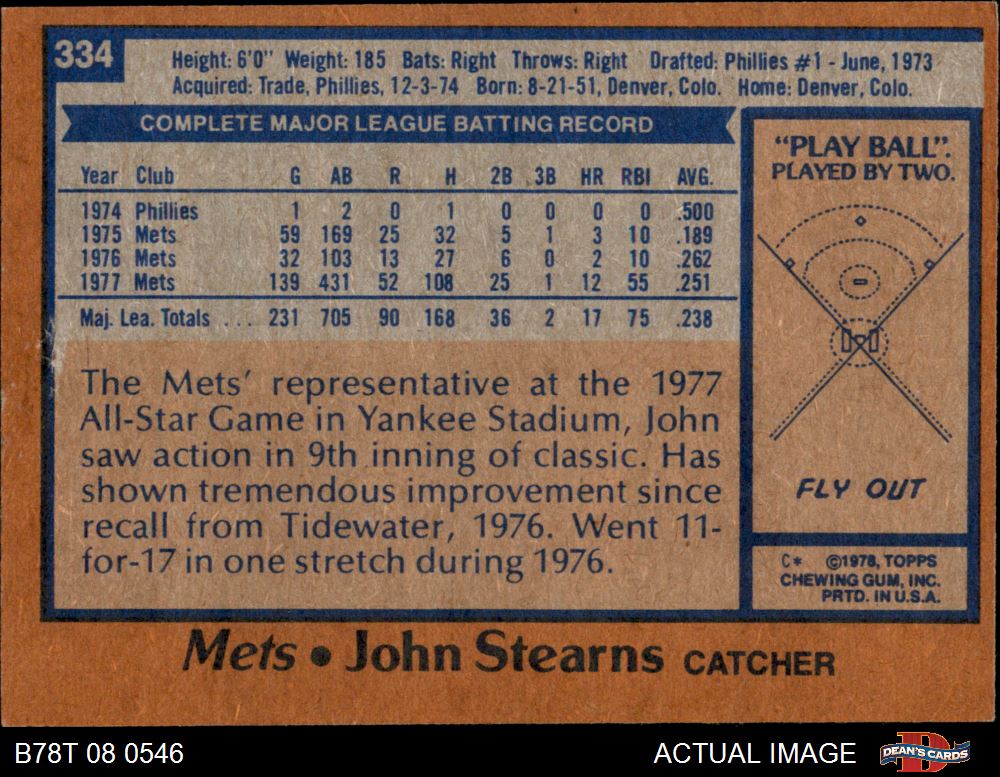 334
Height: 6'0" Weight: 185 Bats: Right Throws: Right Drafted: Phillies #1 - June, 1973
Acquired: Trade, Phillies, 12-3-74 Born: 8-21-51, Denver, Colo. Home: Denver, Colo.
COMPLETE MAJOR LEAGUE BATTING RECORD
Year Club G AB R H 2B 3B HR RBI AVG.
1974 Phillies 1 2 0 1 0 0 0 0 .500
1975 Mets 59 169 25 32 5 1 3 10 .189
1976 Mets 32 103 13 27 6 0 2 10 .262
1977 Mets 139 431 52 108 25 1 12 55 .251
Maj. Lea. Totals ... 231 705 90 168 36 2 17 75 .238
The Mets' representative at the 1977
All-Star Game in Yankee Stadium, John
saw action in 9th inning of classic. Has
shown tremendous improvement since
recall from Tidewater, 1976. Went 11-
for-17 in one stretch during 1976.
"PLAY BALL".
PLAYED BY TWO.
FLY OUT
C* ©1978, TOPPS
CHEWING GUM, INC.
PRTD. IN U.S.A.
Mets • John Stearns CATCHER
B78T 08 0546
ACTUAL IMAGE
DEAN'S CARDS